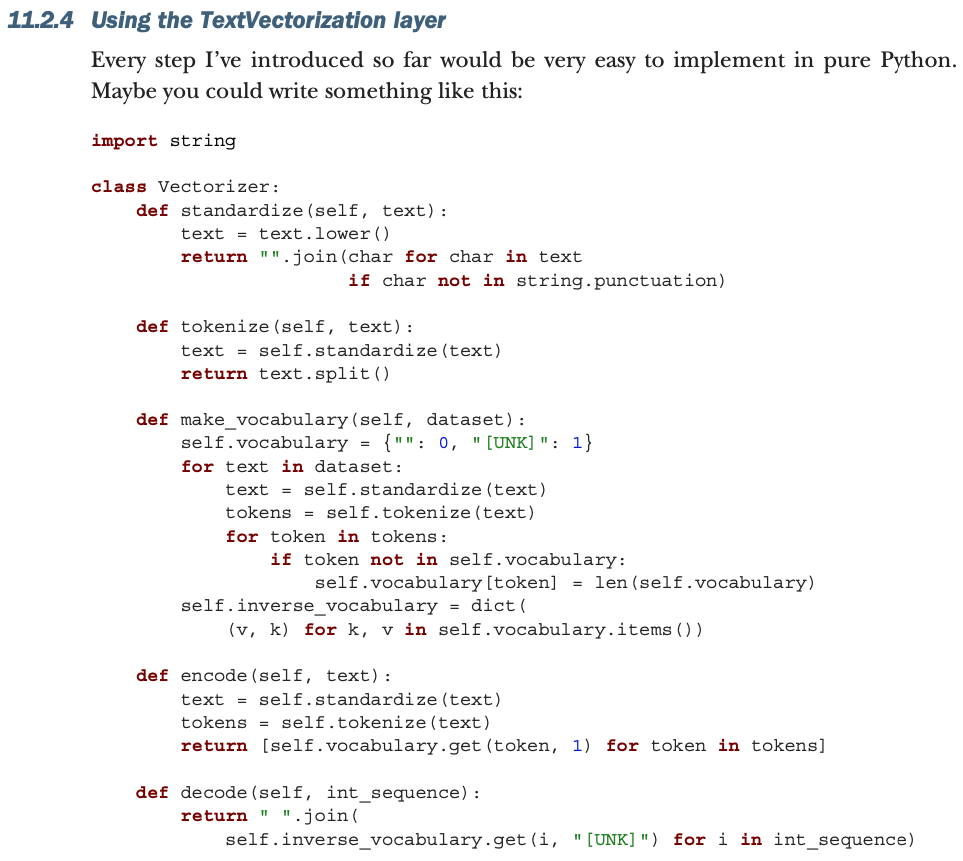 11.2.4 Using the TextVectorization layer
Every step I've introduced so far would be very easy to implement in pure Python.
Maybe you could write something like this:
import string
class Vectorizer:
    def standardize(self, text):
        text = text.lower()
        return "".join(char for char in text
                       if char not in string.punctuation)
    def tokenize(self, text):
        text = self.standardize(text)
        return text.split()
    def make_vocabulary(self, dataset):
        self.vocabulary = {"": 0, "[UNK]": 1}
        for text in dataset:
            text = self.standardize(text)
            tokens = self.tokenize(text)
            for token in tokens:
                if token not in self.vocabulary:
                    self.vocabulary[token] = len(self.vocabulary)
        self.inverse_vocabulary = dict(
            (v, k) for k, v in self.vocabulary.items())
    def encode(self, text):
        text = self.standardize(text)
        tokens = self.tokenize(text)
        return [self.vocabulary.get(token, 1) for token in tokens]
    def decode(self, int_sequence):
        return " ".join(
            self.inverse_vocabulary.get(i, "[UNK]") for i in int_sequence)